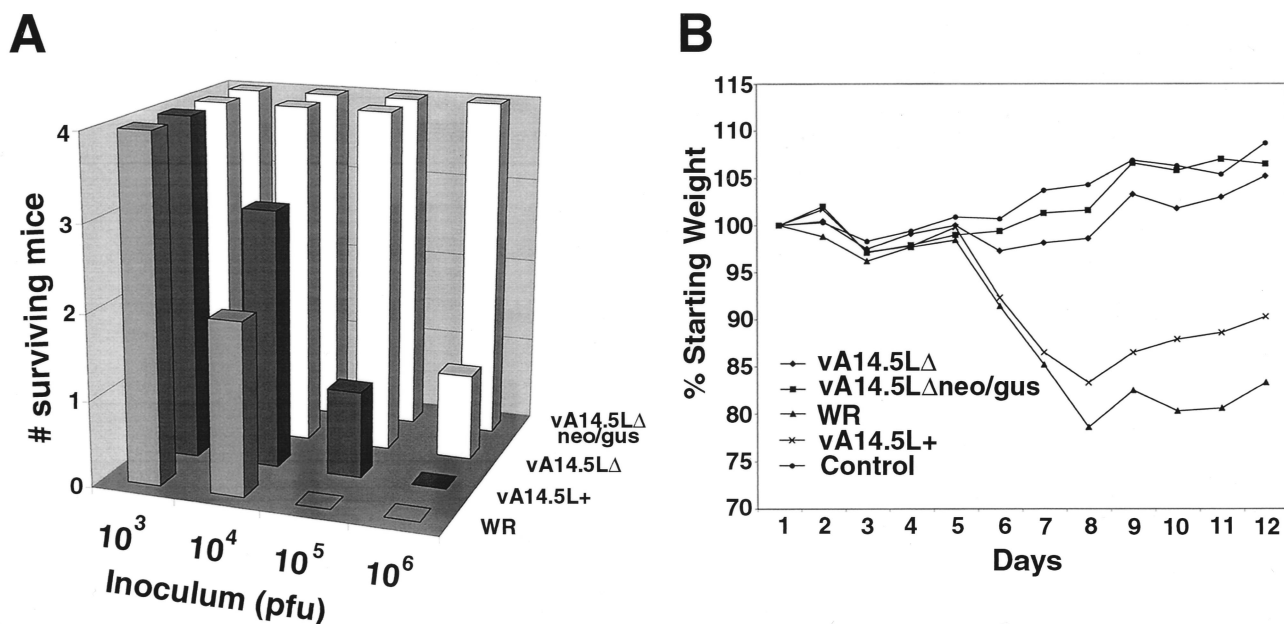 A
# surviving mice
4
3
2
1
0
10³
10⁴
10⁵
10⁶
Inoculum (pfu)
vA14.5LΔ
neo/gus
vA14.5LΔ
vA14.5L+
WR
B
% Starting Weight
115
110
105
100
95
90
85
80
75
70
vA14.5LΔ
vA14.5LΔneo/gus
WR
vA14.5L+
Control
1 2 3 4 5 6 7 8 9 10 11 12
Days